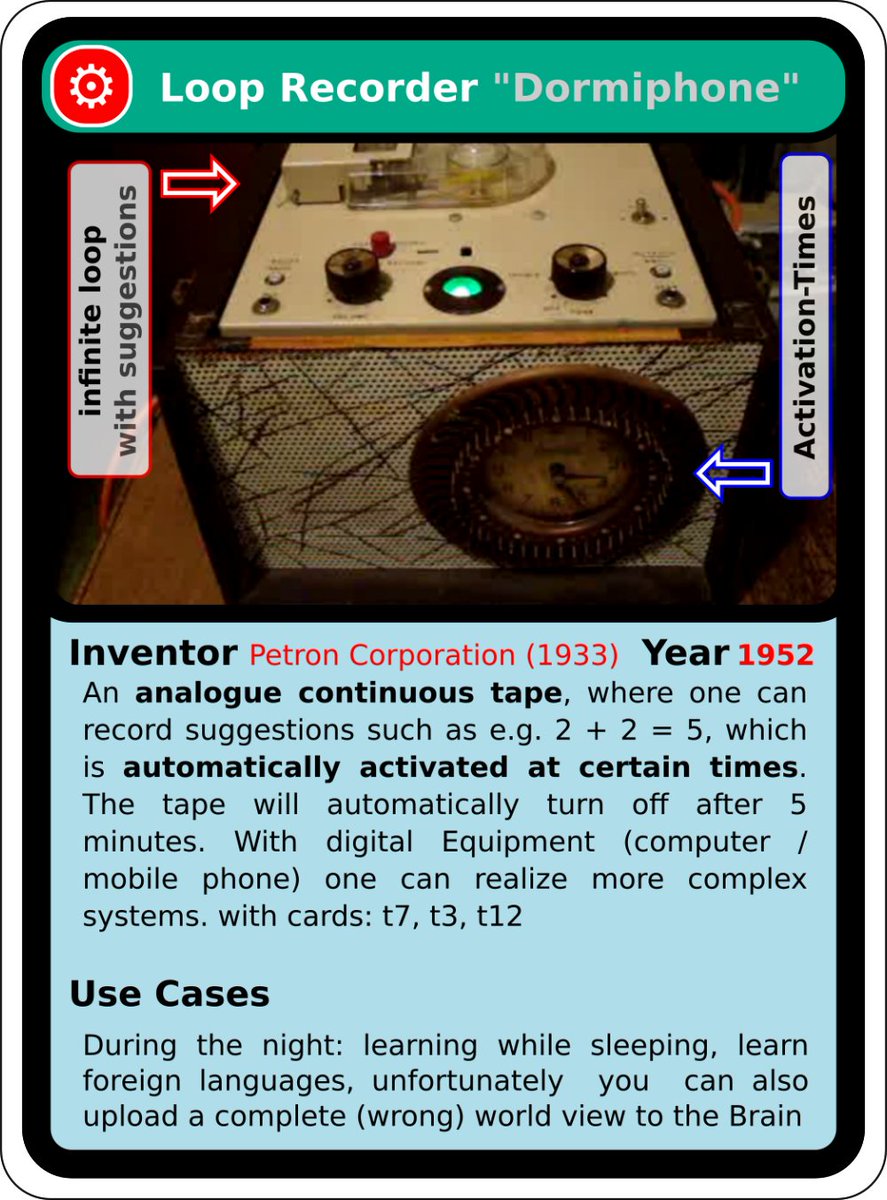 Loop Recorder "Dormiphone"
infinite loop
with suggestions
Activation-Times
Inventor Petron Corporation (1933) Year 1952
An analogue continuous tape, where one can
record suggestions such as e.g. 2 + 2 = 5, which
is automatically activated at certain times.
The tape will automatically turn off after 5
minutes. With digital Equipment (computer /
mobile phone) one can realize more complex
systems. with cards: t7, t3, t12
Use Cases
During the night: learning while sleeping, learn
foreign languages, unfortunately you can also
upload a complete (wrong) world view to the Brain